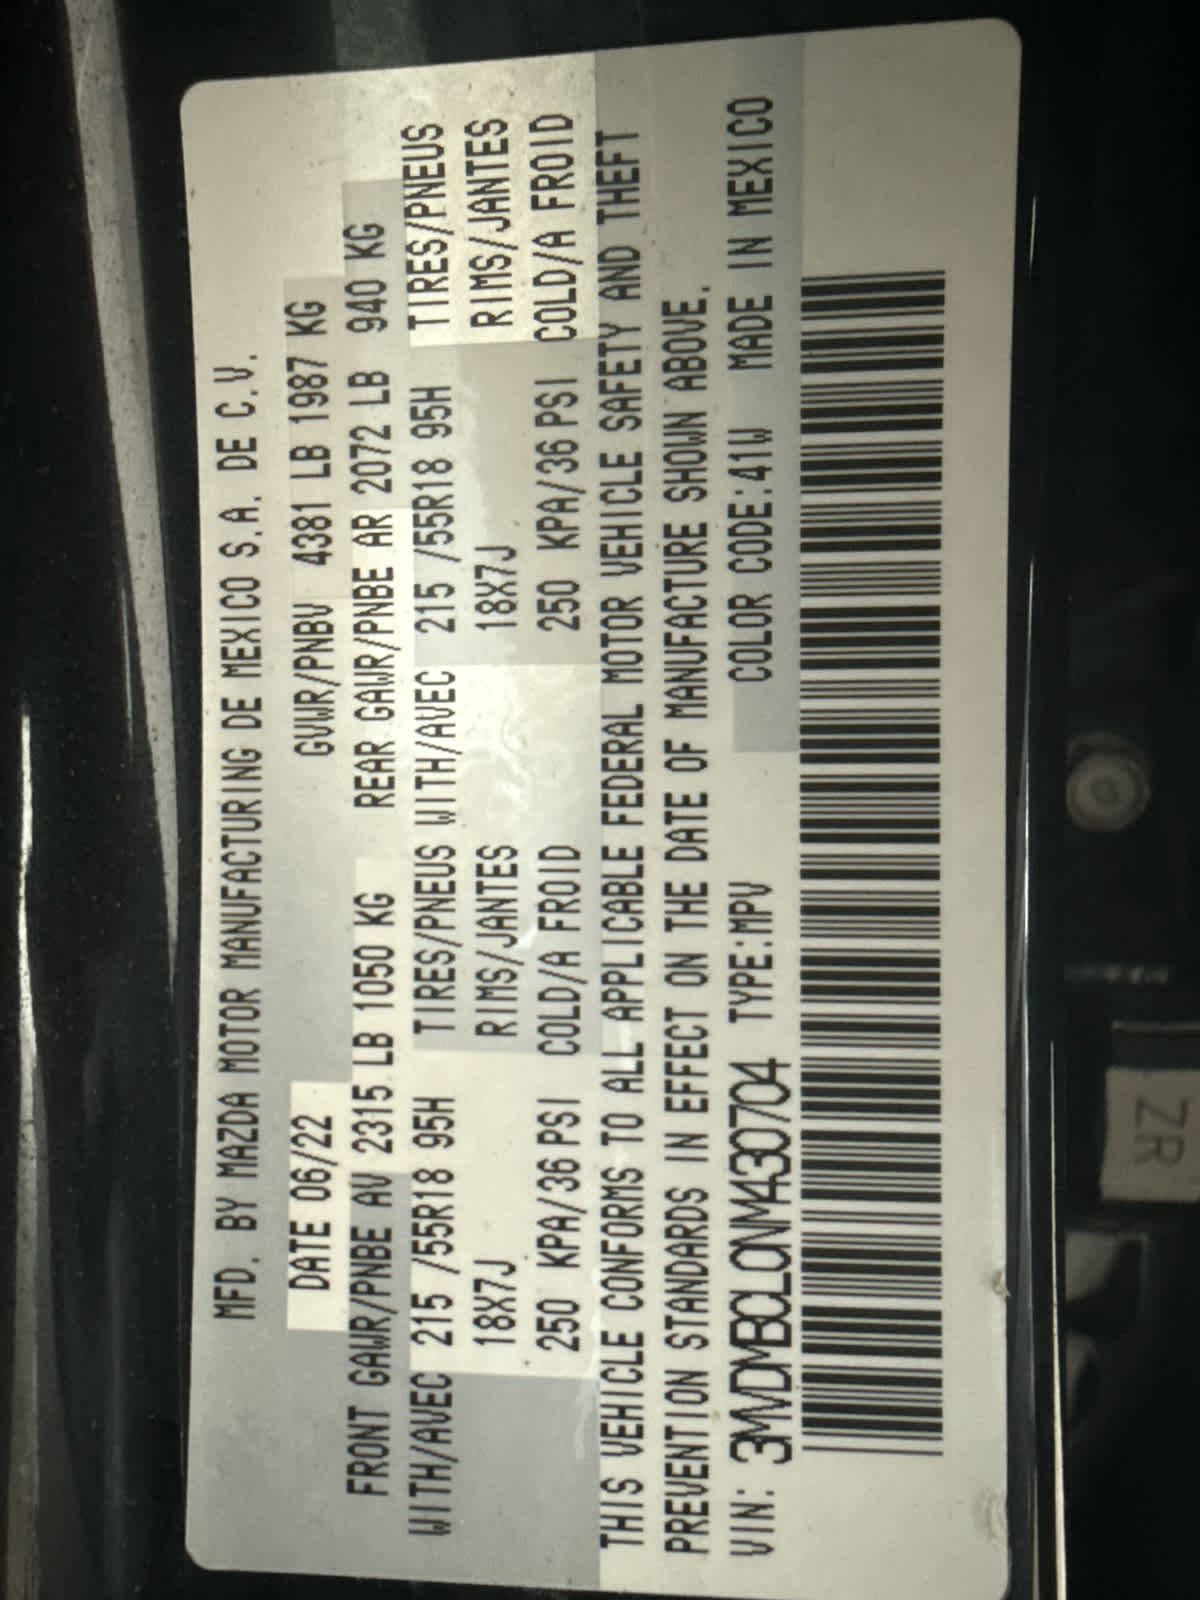 MFD. BY MAZDA MOTOR MANUFACTURING DE MEXICO S.A. DE C.V.
DATE 06/22 GVWR/PNBV 4381 LB 1987 KG
FRONT GAWR/PNBE AV 2315 LB 1050 KG REAR GAWR/PNBE AR 2072 LB 940 KG
WITH/AVEC 215 /55R18 95H TIRES/PNEUS WITH/AVEC 215 /55R18 95H TIRES/PNEUS
18X7J RIMS/JANTES 18X7J RIMS/JANTES
250 KPA/36 PSI COLD/A FROID 250 KPA/36 PSI COLD/A FROID
THIS VEHICLE CONFORMS TO ALL APPLICABLE FEDERAL MOTOR VEHICLE SAFETY AND THEFT
PREVENTION STANDARDS IN EFFECT ON THE DATE OF MANUFACTURE SHOWN ABOVE.
VIN: 3MVDMBCL0NM430704 TYPE:MPV COLOR CODE:41W MADE IN MEXICO
ZR